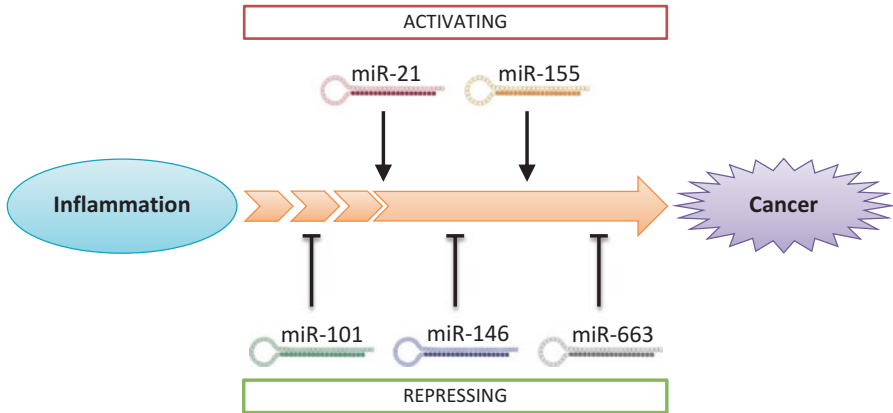 ACTIVATING
miR-21
miR-155
Inflammation
Cancer
miR-101
miR-146
miR-663
REPRESSING